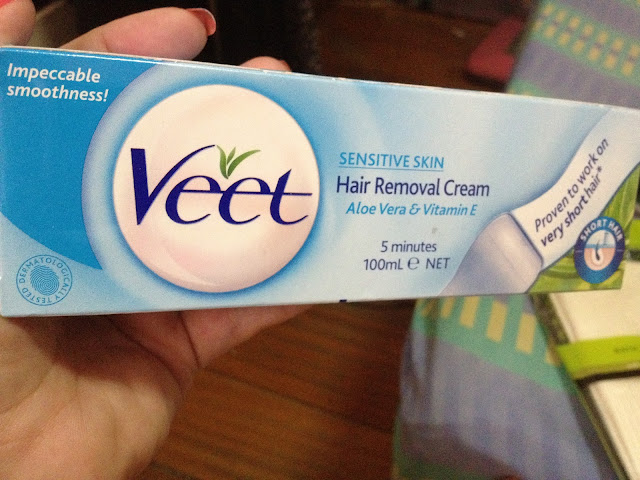 Impeccable
smoothness!
Veet
SENSITIVE SKIN
Hair Removal Cream
Aloe Vera & Vitamin E
5 minutes
100mL e NET
Proven to work on
very short hair*
SHORT HAIR
DERMATOLOGICALLY TESTED